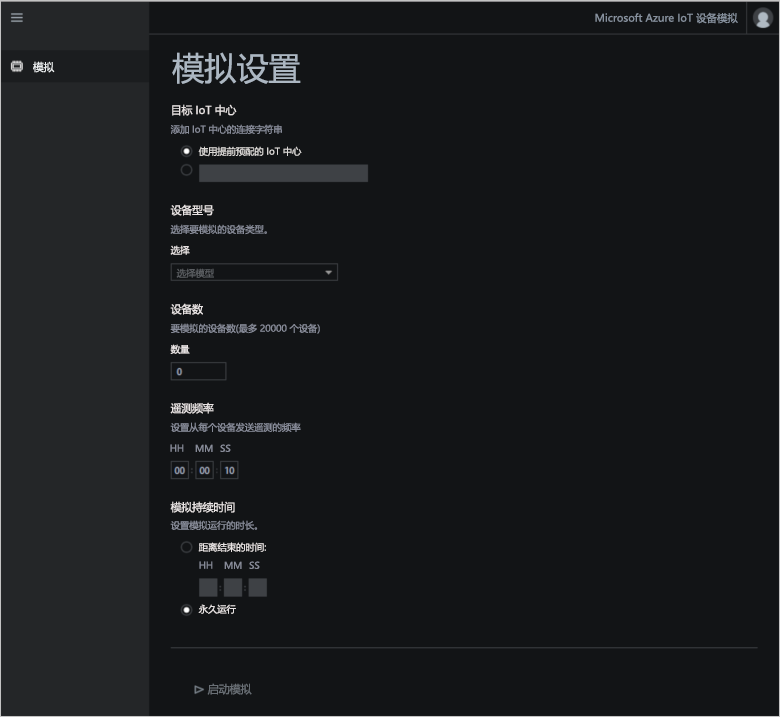 Microsoft Azure IoT 设备模拟
模拟
模拟设置
目标 IoT 中心
添加 IoT 中心的连接字符串
使用提前预配的 IoT 中心
设备型号
选择要模拟的设备类型。
选择
选择模型
设备数
要模拟的设备数(最多 20000 个设备)
数量
0
遥测频率
设置从每个设备发送遥测的频率
HH MM SS
00 : 00 : 10
模拟持续时间
设置模拟运行的时长。
距离结束的时间:
HH MM SS
: :
永久运行
启动模拟